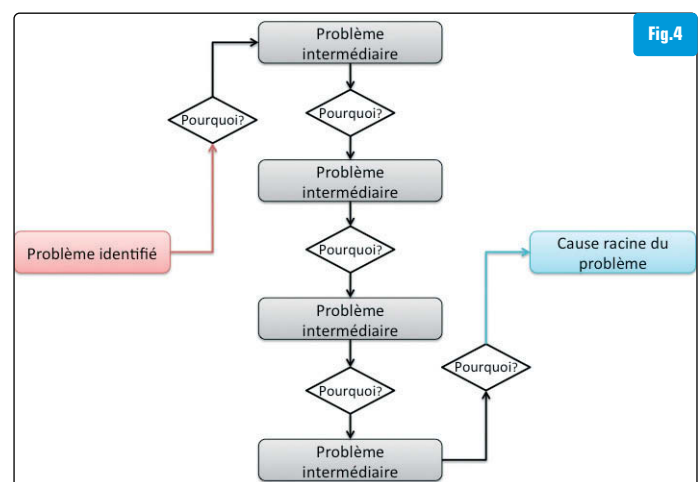 Fig.4
Problème identifié
Pourquoi?
Problème
intermédiaire
Pourquoi?
Problème
intermédiaire
Pourquoi?
Problème
intermédiaire
Pourquoi?
Problème
intermédiaire
Pourquoi?
Cause racine du
problème